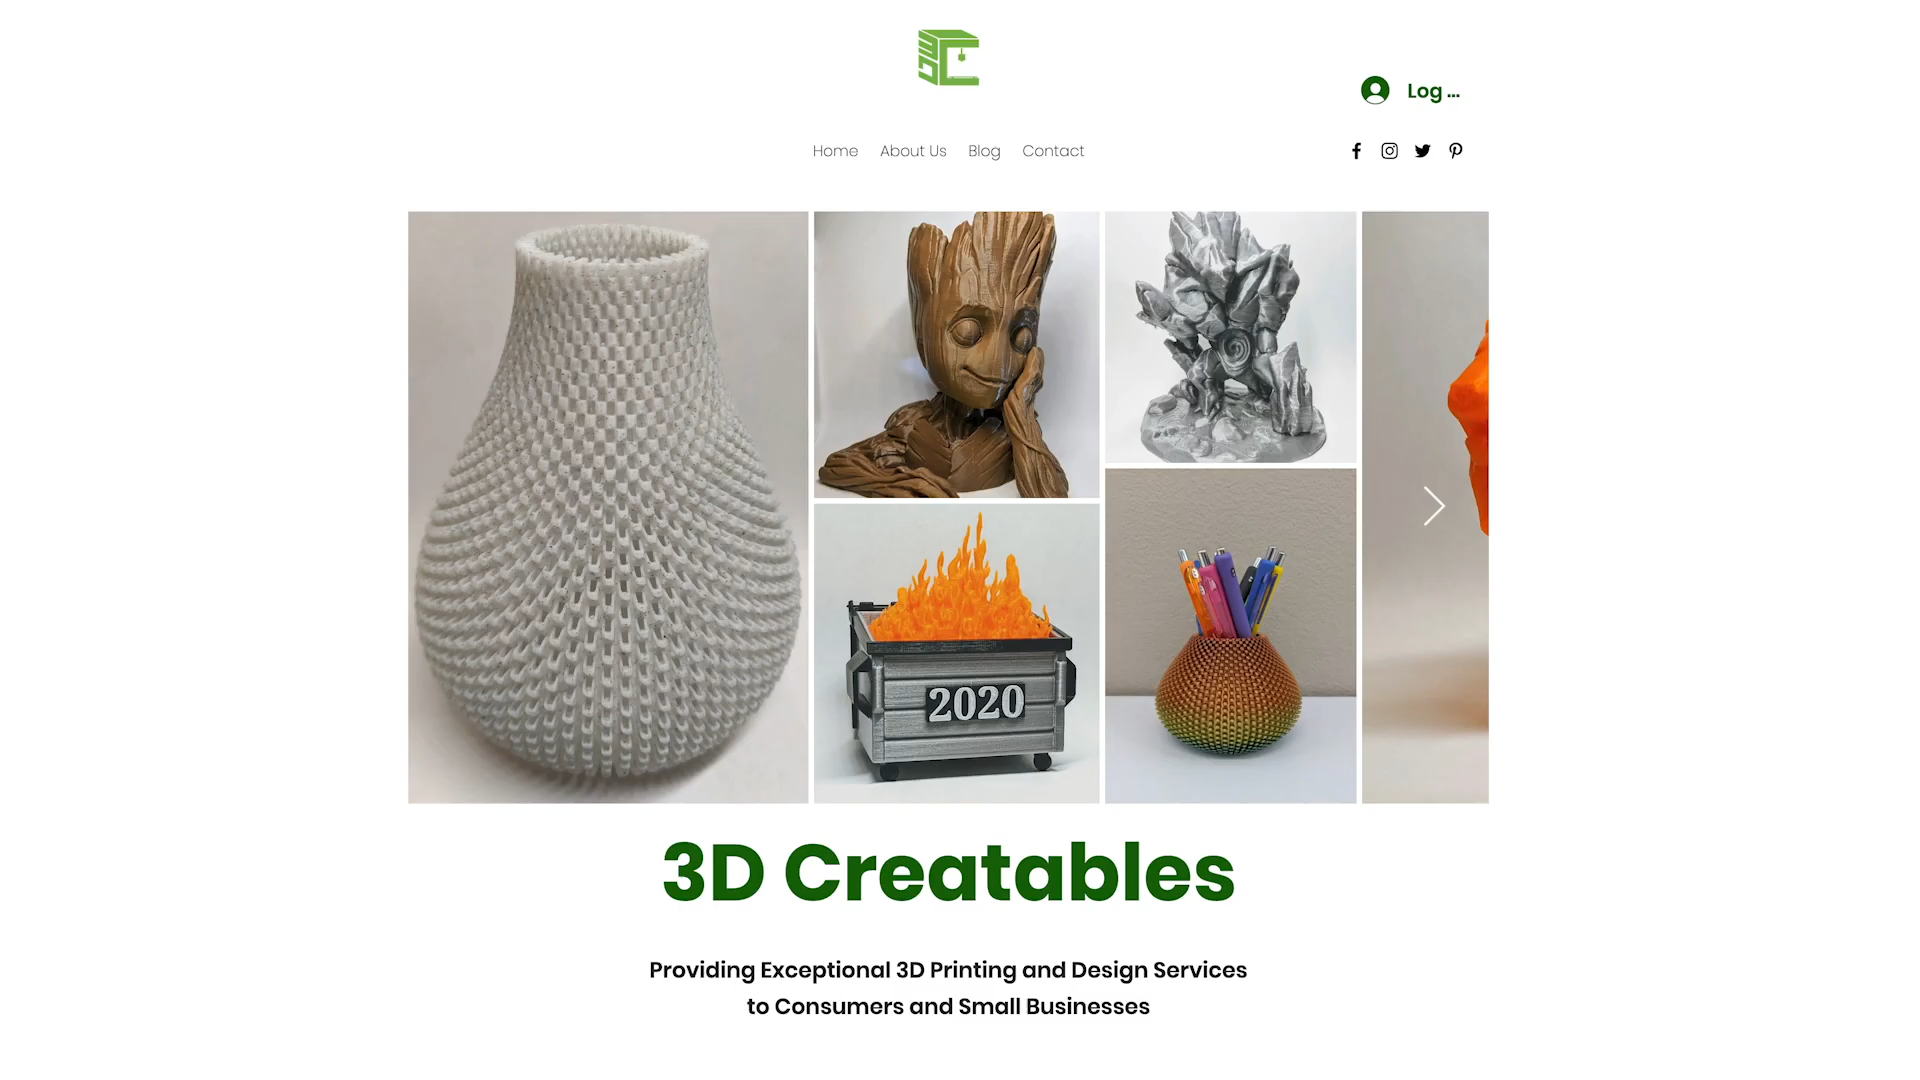 Log ...
Home About Us Blog Contact
2020
3D Creatables
Providing Exceptional 3D Printing and Design Services
to Consumers and Small Businesses